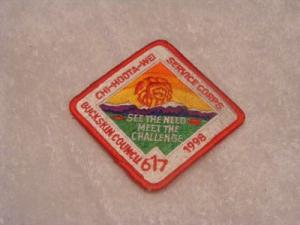 CHI-HOOTA-WEI
SERVICE CORPS
SEE THE NEED
MEET THE
CHALLENGE
BUCKSKIN COUNCIL 617
1998